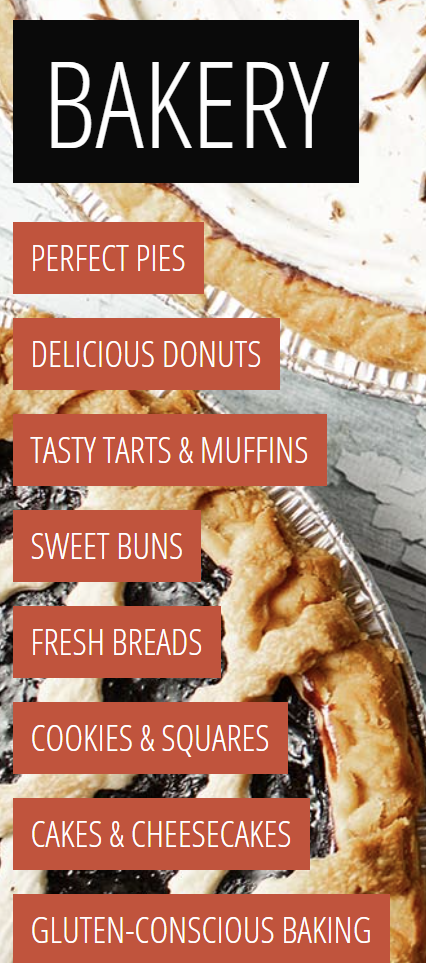 BAKERY
PERFECT PIES
DELICIOUS DONUTS
TASTY TARTS & MUFFINS
SWEET BUNS
FRESH BREADS
COOKIES & SQUARES
CAKES & CHEESECAKES
GLUTEN-CONSCIOUS BAKING